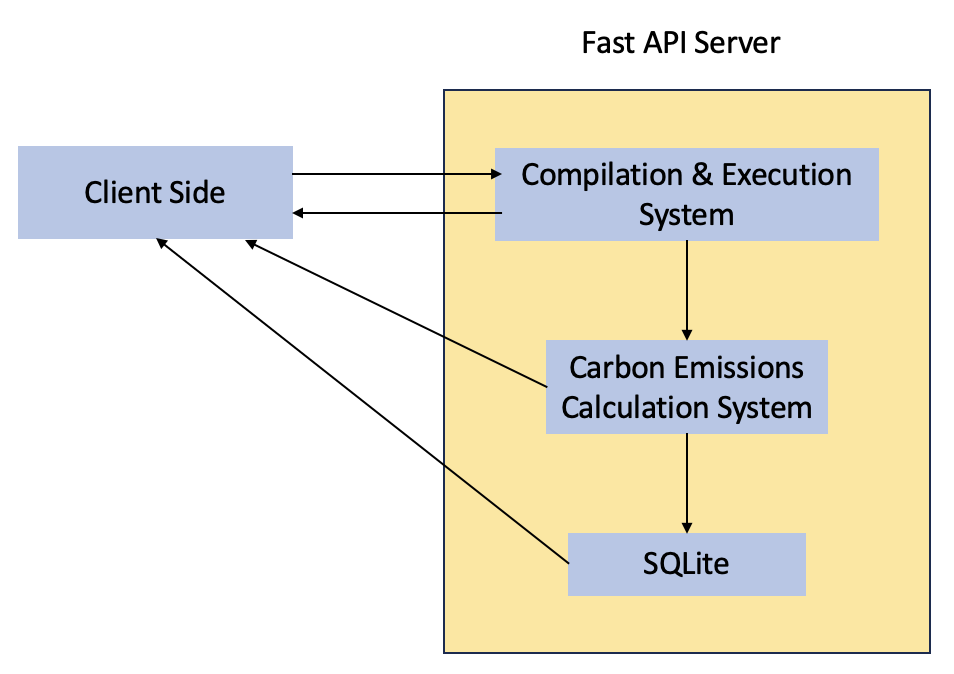 Fast API Server
Client Side
Compilation & Execution
System
Carbon Emissions
Calculation System
SQLite